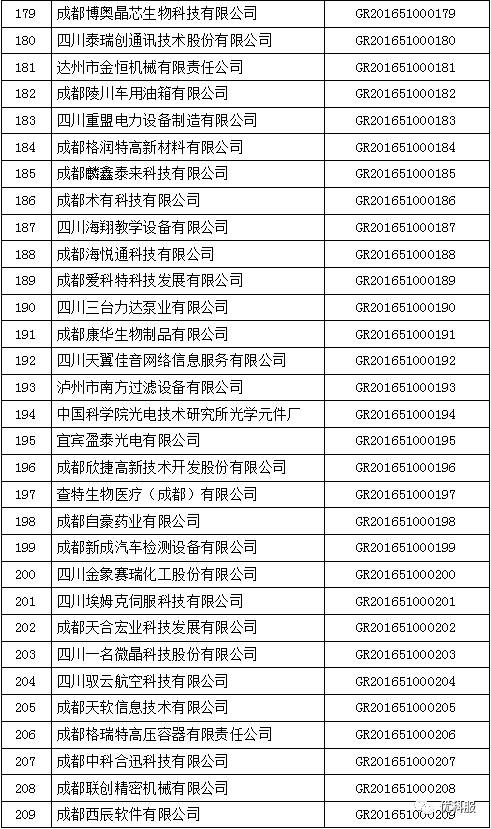 179 成都博奥晶芯生物科技有限公司 GR201651000179
180 四川泰瑞创通讯技术股份有限公司 GR201651000180
181 达州市金恒机械有限责任公司 GR201651000181
182 成都陵川车用油箱有限公司 GR201651000182
183 四川重盟电力设备制造有限公司 GR201651000183
184 成都格润特高新材料有限公司 GR201651000184
185 成都麟鑫泰来科技有限公司 GR201651000185
186 成都术有科技有限公司 GR201651000186
187 四川海翔教学设备有限公司 GR201651000187
188 成都海悦通科技有限公司 GR201651000188
189 成都爱科特科技发展有限公司 GR201651000189
190 四川三台力达泵业有限公司 GR201651000190
191 成都康华生物制品有限公司 GR201651000191
192 四川天翼佳音网络信息服务有限公司 GR201651000192
193 泸州市南方过滤设备有限公司 GR201651000193
194 中国科学院光电技术研究所光学元件厂 GR201651000194
195 宜宾盈泰光电有限公司 GR201651000195
196 成都欣捷高新技术开发股份有限公司 GR201651000196
197 查特生物医疗（成都）有限公司 GR201651000197
198 成都自豪药业有限公司 GR201651000198
199 成都新成汽车检测设备有限公司 GR201651000199
200 四川金象赛瑞化工股份有限公司 GR201651000200
201 四川埃姆克伺服科技有限公司 GR201651000201
202 成都天合宏业科技发展有限公司 GR201651000202
203 四川一名微晶科技股份有限公司 GR201651000203
204 四川驭云航空科技有限公司 GR201651000204
205 成都天软信息技术有限公司 GR201651000205
206 成都格瑞特高压容器有限责任公司 GR201651000206
207 成都中科合迅科技有限公司 GR201651000207
208 成都联创精密机械有限公司 GR201651000208
209 成都西辰软件有限公司 GR201651000209
优科服